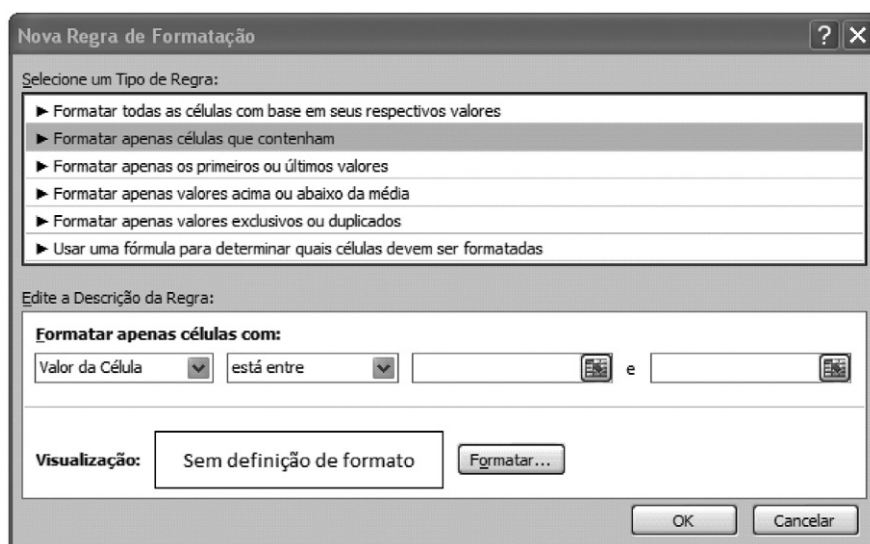 Nova Regra de Formatação
Selecione um Tipo de Regra:
► Formatar todas as células com base em seus respectivos valores
► Formatar apenas células que contenham
► Formatar apenas os primeiros ou últimos valores
► Formatar apenas valores acima ou abaixo da média
► Formatar apenas valores exclusivos ou duplicados
► Usar uma fórmula para determinar quais células devem ser formatadas
Edite a Descrição da Regra:
Formatar apenas células com:
Valor da Célula está entre e
Visualização: Sem definição de formato Formatar...
OK Cancelar